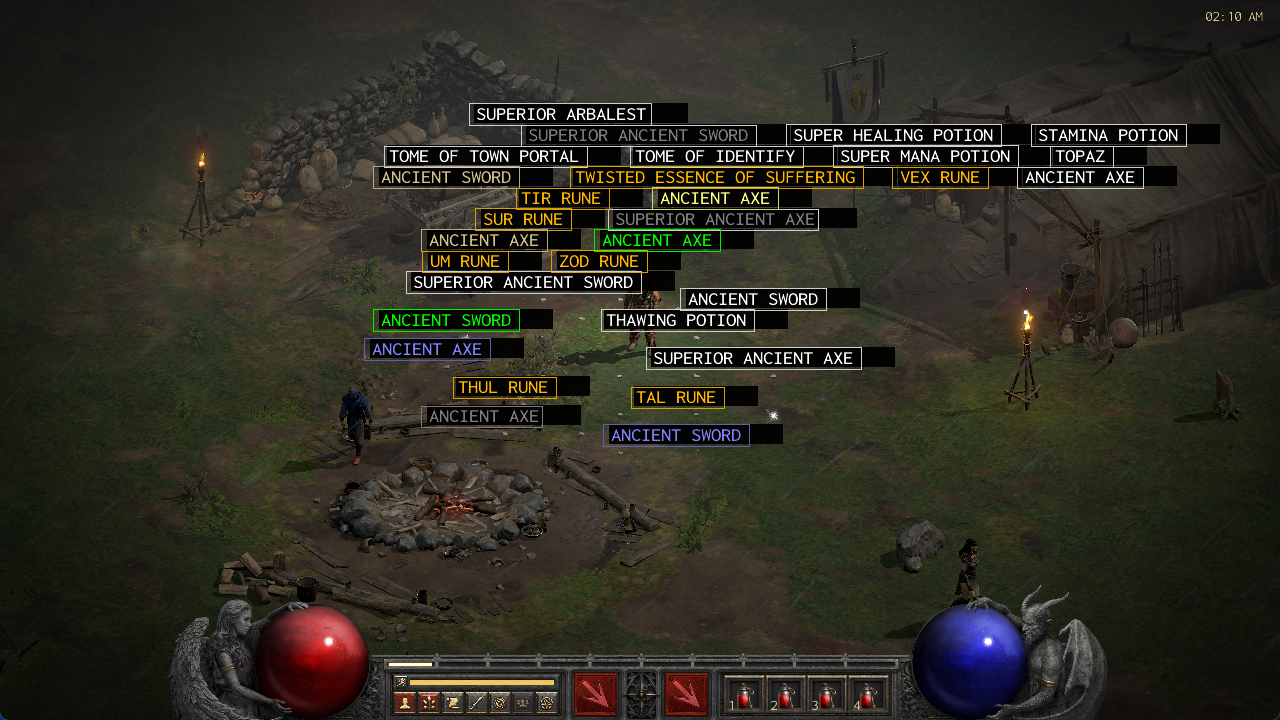 02:10 AM
SUPERIOR ARBALEST
SUPERIOR ANCIENT SWORD SUPER HEALING POTION STAMINA POTION
TOME OF TOWN PORTAL TOME OF IDENTIFY SUPER MANA POTION TOPAZ
ANCIENT SWORD TWISTED ESSENCE OF SUFFERING VEX RUNE ANCIENT AXE
TIR RUNE ANCIENT AXE
SUR RUNE SUPERIOR ANCIENT AXE
ANCIENT AXE ANCIENT AXE
UM RUNE ZOD RUNE
SUPERIOR ANCIENT SWORD
ANCIENT SWORD
ANCIENT SWORD THAWING POTION
ANCIENT AXE
SUPERIOR ANCIENT AXE
THUL RUNE
TAL RUNE
ANCIENT AXE
ANCIENT SWORD
1 2 3 4